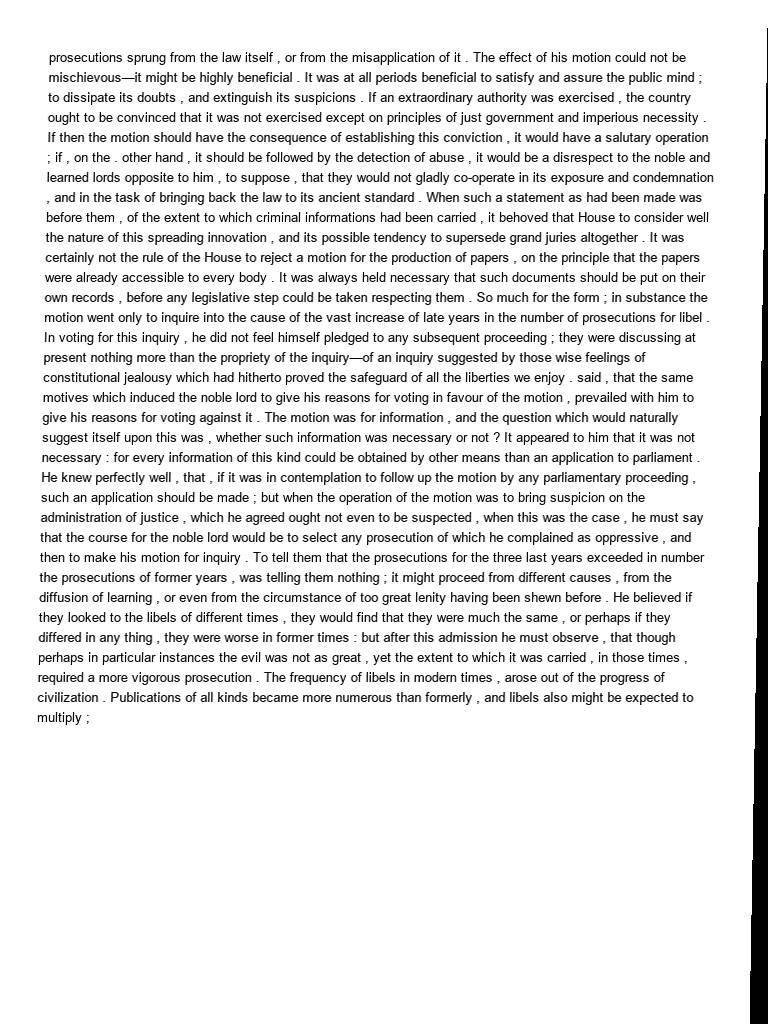 prosecutions sprung from the law itself , or from the misapplication of it . The effect of his motion could not be
mischievous—it might be highly beneficial . It was at all periods beneficial to satisfy and assure the public mind ;
to dissipate its doubts , and extinguish its suspicions . If an extraordinary authority was exercised , the country
ought to be convinced that it was not exercised except on principles of just government and imperious necessity .
If then the motion should have the consequence of establishing this conviction , it would have a salutary operation
; if , on the . other hand , it should be followed by the detection of abuse , it would be a disrespect to the noble and
learned lords opposite to him , to suppose , that they would not gladly co-operate in its exposure and condemnation
, and in the task of bringing back the law to its ancient standard . When such a statement as had been made was
before them , of the extent to which criminal informations had been carried , it behoved that House to consider well
the nature of this spreading innovation , and its possible tendency to supersede grand juries altogether . It was
certainly not the rule of the House to reject a motion for the production of papers , on the principle that the papers
were already accessible to every body . It was always held necessary that such documents should be put on their
own records , before any legislative step could be taken respecting them . So much for the form ; in substance the
motion went only to inquire into the cause of the vast increase of late years in the number of prosecutions for libel .
In voting for this inquiry , he did not feel himself pledged to any subsequent proceeding ; they were discussing at
present nothing more than the propriety of the inquiry—of an inquiry suggested by those wise feelings of
constitutional jealousy which had hitherto proved the safeguard of all the liberties we enjoy . said , that the same
motives which induced the noble lord to give his reasons for voting in favour of the motion , prevailed with him to
give his reasons for voting against it . The motion was for information , and the question which would naturally
suggest itself upon this was , whether such information was necessary or not ? It appeared to him that it was not
necessary : for every information of this kind could be obtained by other means than an application to parliament .
He knew perfectly well , that , if it was in contemplation to follow up the motion by any parliamentary proceeding ,
such an application should be made ; but when the operation of the motion was to bring suspicion on the
administration of justice , which he agreed ought not even to be suspected , when this was the case , he must say
that the course for the noble lord would be to select any prosecution of which he complained as oppressive , and
then to make his motion for inquiry . To tell them that the prosecutions for the three last years exceeded in number
the prosecutions of former years , was telling them nothing ; it might proceed from different causes , from the
diffusion of learning , or even from the circumstance of too great lenity having been shewn before . He believed if
they looked to the libels of different times , they would find that they were much the same , or perhaps if they
differed in any thing , they were worse in former times : but after this admission he must observe , that though
perhaps in particular instances the evil was not as great , yet the extent to which it was carried , in those times ,
required a more vigorous prosecution . The frequency of libels in modern times , arose out of the progress of
civilization . Publications of all kinds became more numerous than formerly , and libels also might be expected to
multiply ;